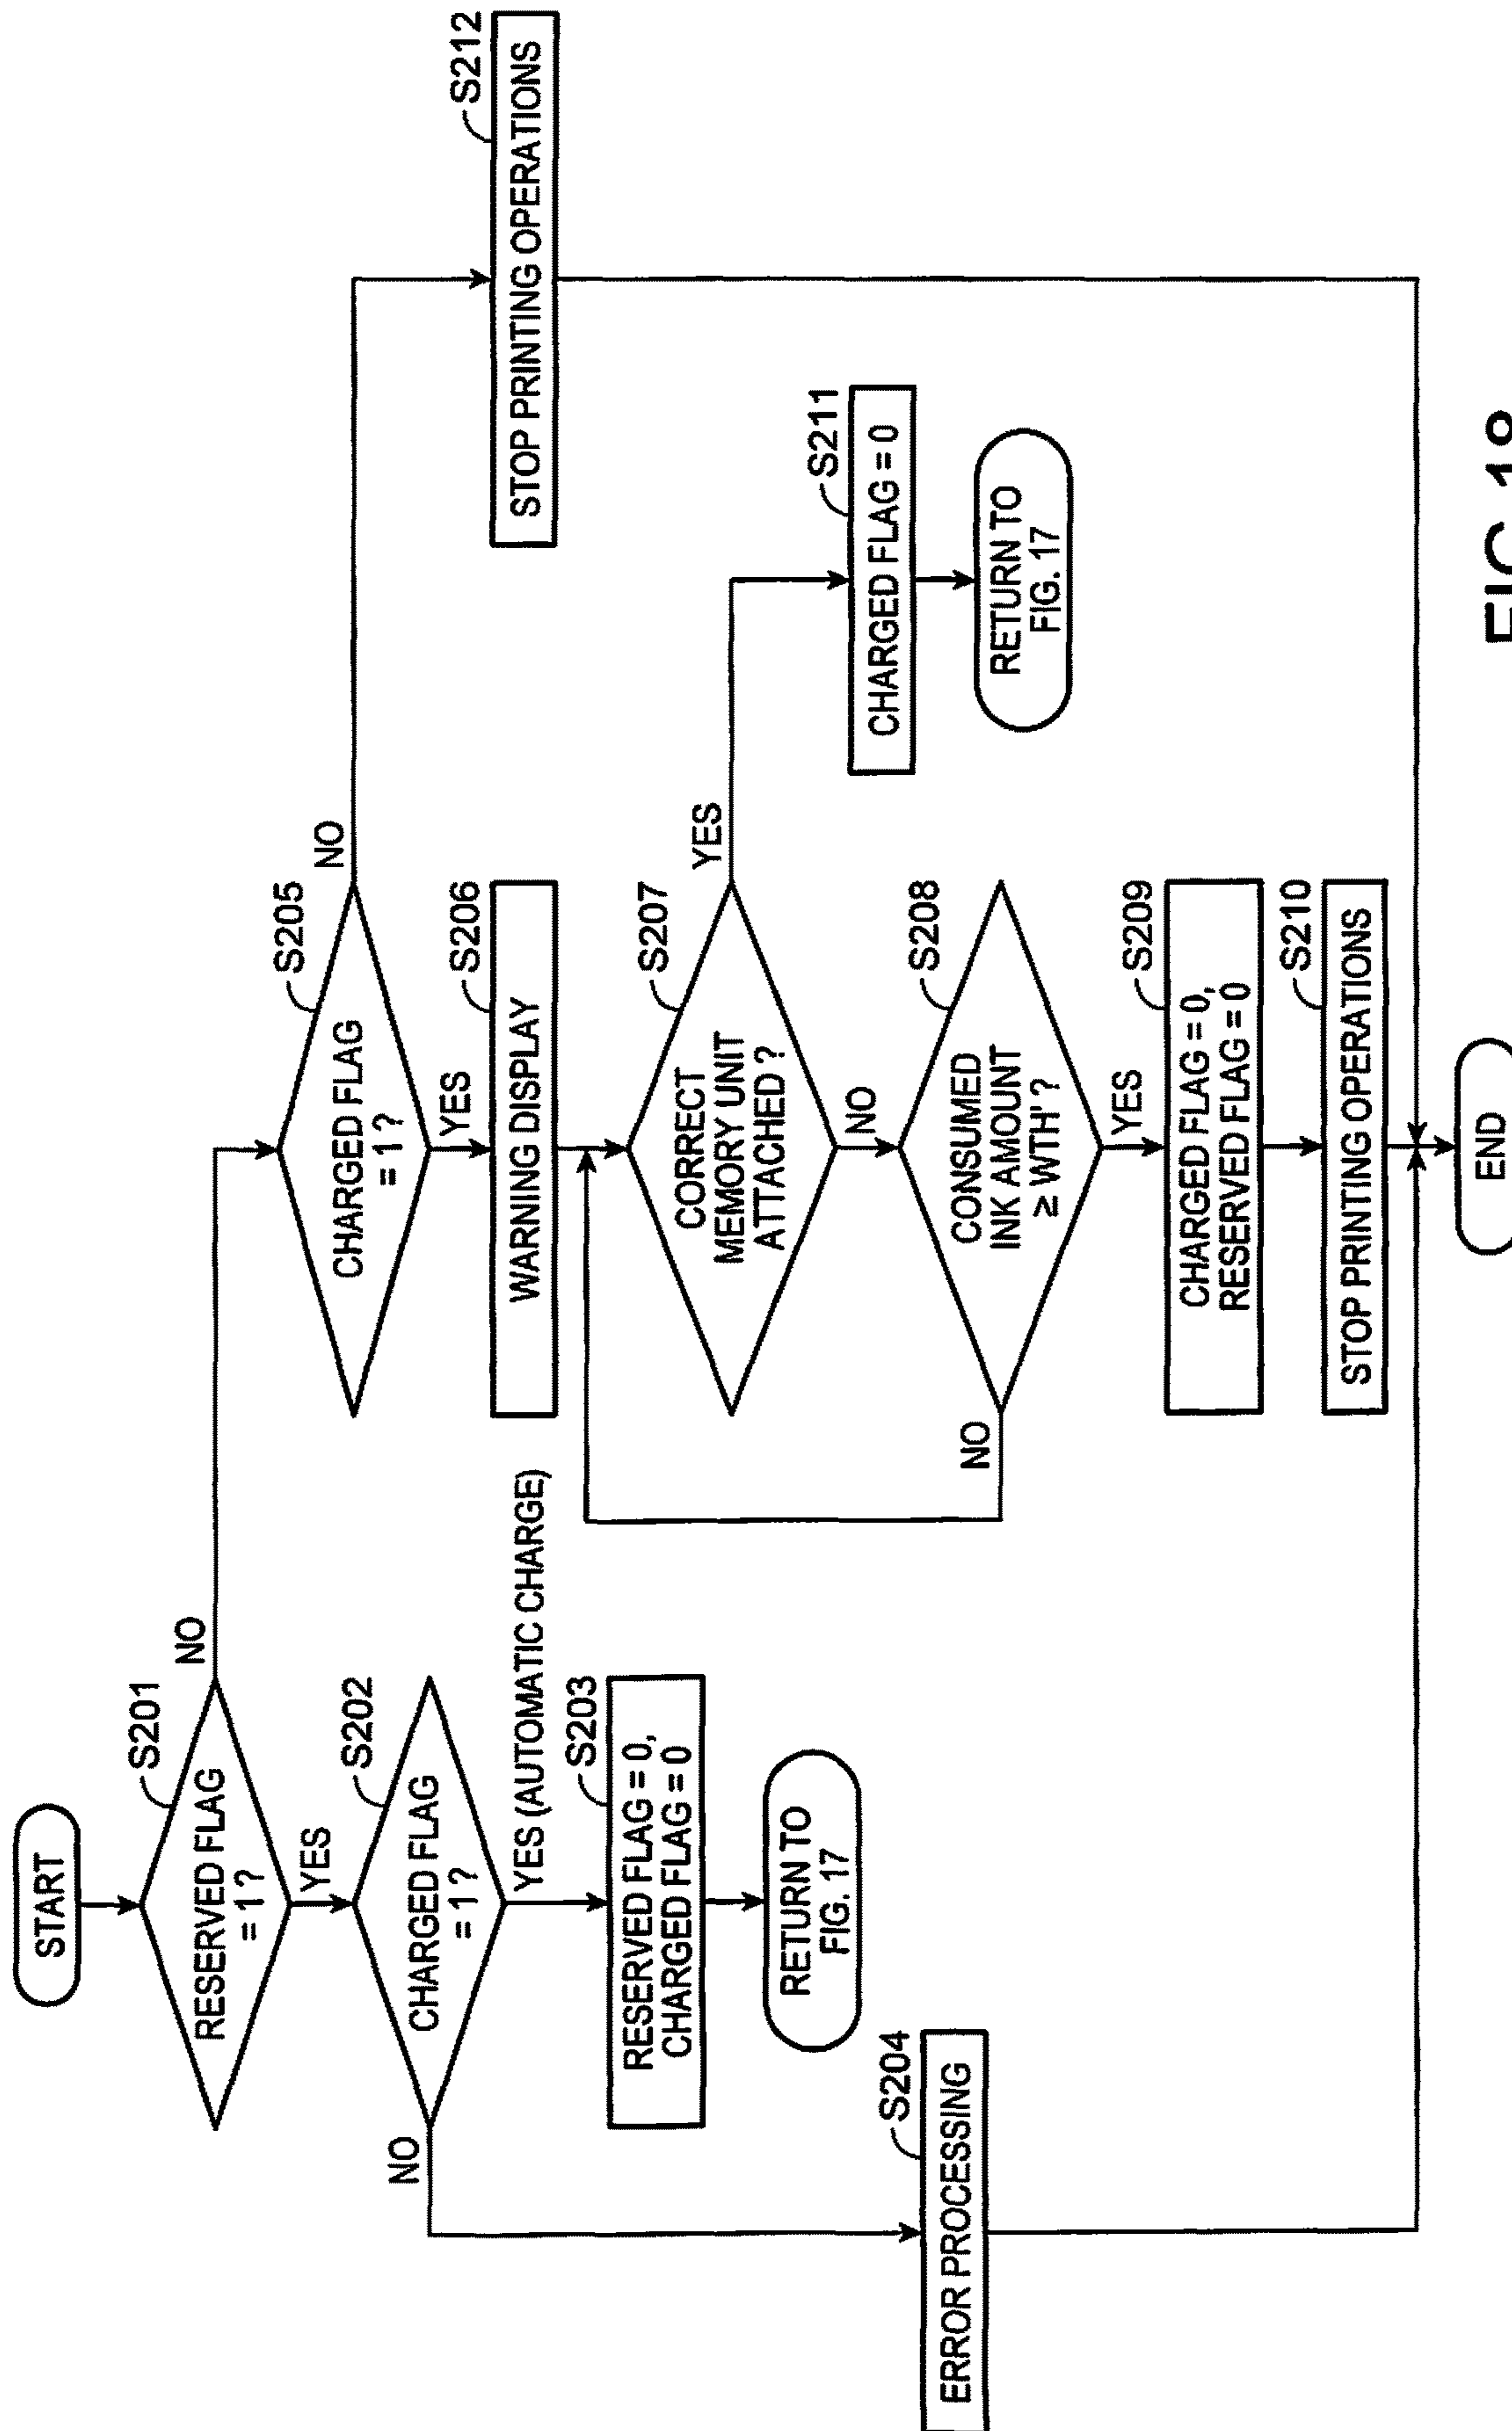 START
S201
RESERVED FLAG
= 1 ?
NO
YES
S202
CHARGED FLAG
= 1 ?
NO
YES (AUTOMATIC CHARGE)
S203
RESERVED FLAG = 0,
CHARGED FLAG = 0
RETURN TO
FIG. 17
S204
ERROR PROCESSING
S205
CHARGED FLAG
= 1 ?
NO
YES
S206
WARNING DISPLAY
S207
CORRECT
MEMORY UNIT
ATTACHED ?
YES
NO
S208
CONSUMED
INK AMOUNT
≥ WTH' ?
NO
YES
S209
CHARGED FLAG = 0,
RESERVED FLAG = 0
S210
STOP PRINTING OPERATIONS
S211
CHARGED FLAG = 0
RETURN TO
FIG. 17
S212
STOP PRINTING OPERATIONS
END
FIG. 18